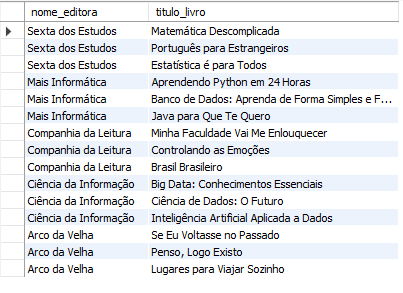 nome_editora titulo_livro
Sexta dos Estudos Matemática Descomplicada
Sexta dos Estudos Português para Estrangeiros
Sexta dos Estudos Estatística é para Todos
Mais Informática Aprendendo Python em 24 Horas
Mais Informática Banco de Dados: Aprenda de Forma Simples e F...
Mais Informática Java para Que Te Quero
Companhia da Leitura Minha Faculdade Vai Me Enlouquecer
Companhia da Leitura Controlando as Emoções
Companhia da Leitura Brasil Brasileiro
Ciência da Informação Big Data: Conhecimentos Essenciais
Ciência da Informação Ciência de Dados: O Futuro
Ciência da Informação Inteligência Artificial Aplicada a Dados
Arco da Velha Se Eu Voltasse no Passado
Arco da Velha Penso, Logo Existo
Arco da Velha Lugares para Viajar Sozinho